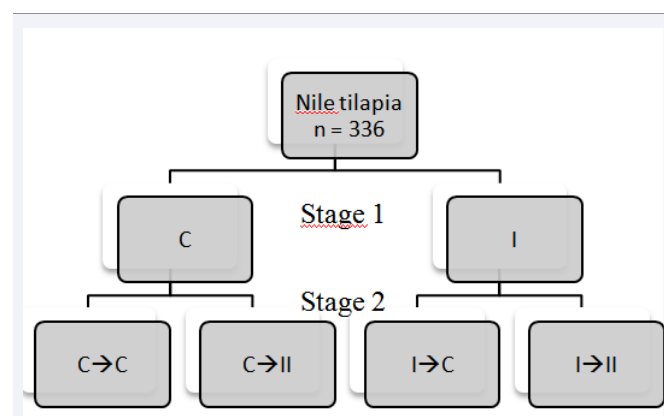 Nile tilapia
n = 336
Stage 1
C
I
Stage 2
C→C
C→II
I→C
I→II